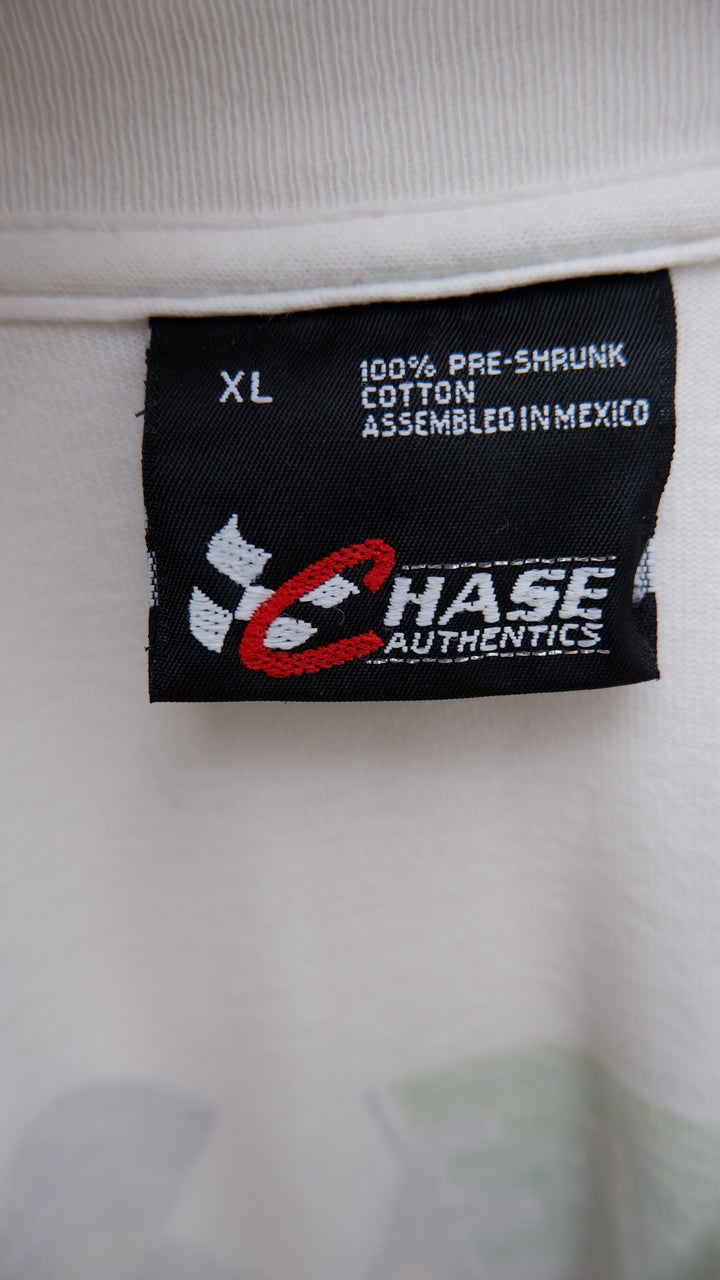 XL
100% PRE-SHRUNK
COTTON
ASSEMBLED IN MEXICO
CHASE
AUTHENTICS